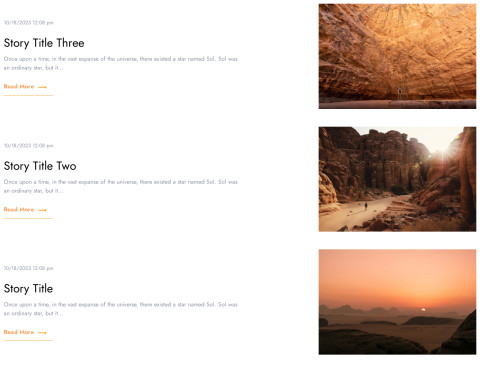 10/18/2023 12:08 pm
Story Title Three
Once upon a time, in the vast expanse of the universe, there existed a star named Sol. Sol was
an ordinary star, but it...
Read More
10/18/2023 12:08 pm
Story Title Two
Once upon a time, in the vast expanse of the universe, there existed a star named Sol. Sol was
an ordinary star, but it...
Read More
10/18/2023 12:08 pm
Story Title
Once upon a time, in the vast expanse of the universe, there existed a star named Sol. Sol was
an ordinary star, but it...
Read More